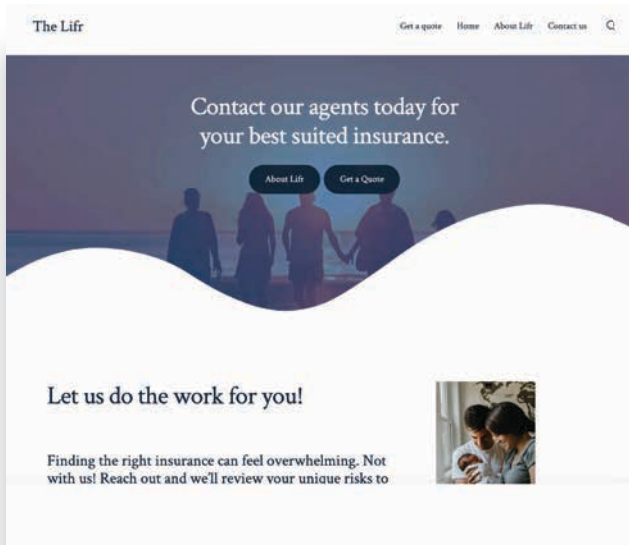 The Lifr
Get a quote Home About Lifr Contact us
Contact our agents today for
your best suited insurance.
About Lifr Get a Quote
Let us do the work for you!
Finding the right insurance can feel overwhelming. Not
with us! Reach out and we'll review your unique risks to